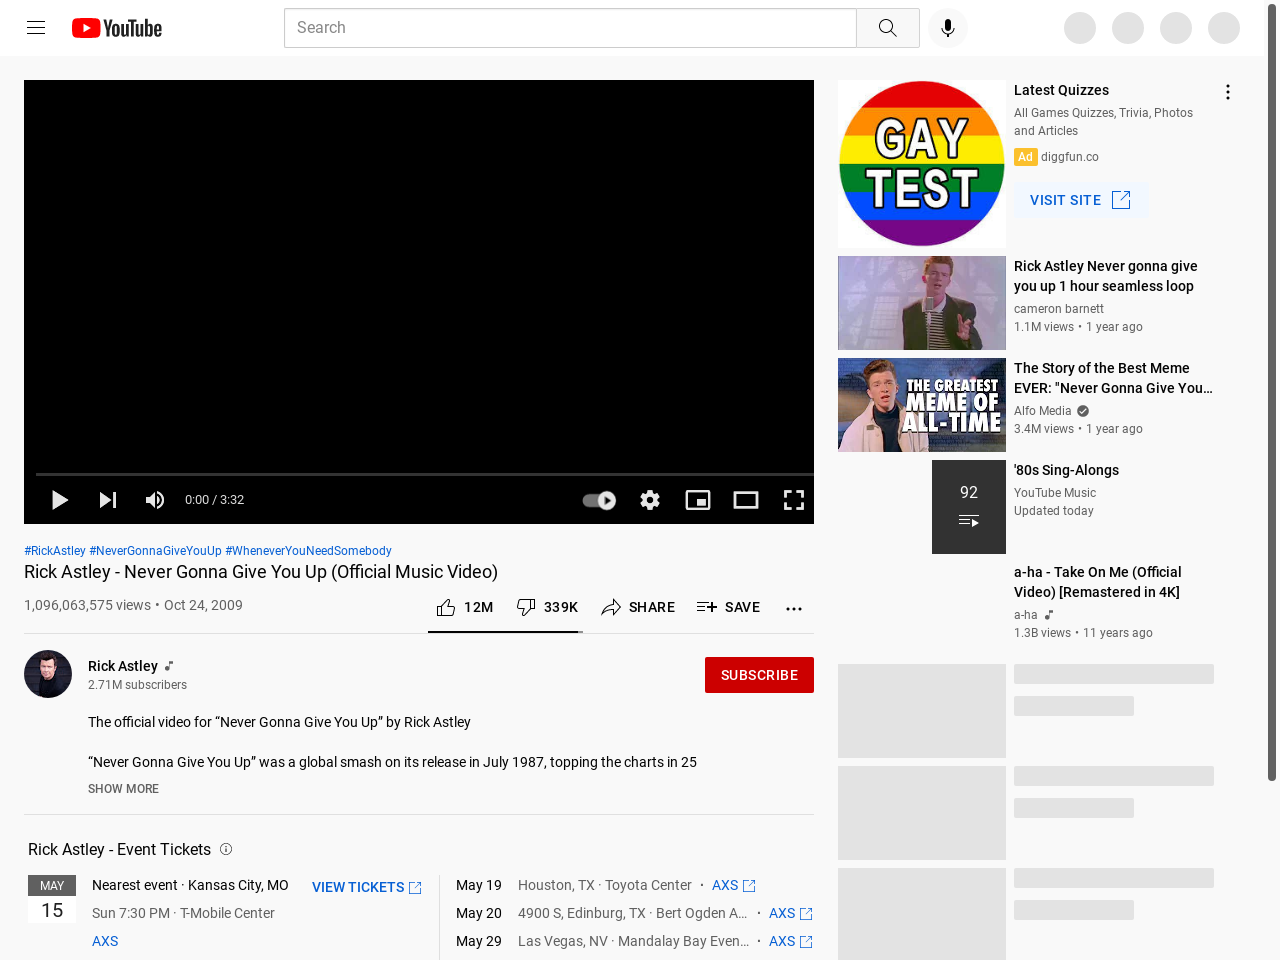 YouTube
Search
0:00 / 3:32
#RickAstley #NeverGonnaGiveYouUp #WheneverYouNeedSomebody
Rick Astley - Never Gonna Give You Up (Official Music Video)
1,096,063,575 views • Oct 24, 2009
12M
339K
SHARE
SAVE
Rick Astley
2.71M subscribers
SUBSCRIBE
The official video for “Never Gonna Give You Up” by Rick Astley
“Never Gonna Give You Up” was a global smash on its release in July 1987, topping the charts in 25
SHOW MORE
Rick Astley - Event Tickets
MAY
15
Nearest event · Kansas City, MO
VIEW TICKETS
Sun 7:30 PM · T-Mobile Center
AXS
May 19 Houston, TX · Toyota Center · AXS
May 20 4900 S, Edinburg, TX · Bert Ogden A... · AXS
May 29 Las Vegas, NV · Mandalay Bay Even... · AXS
GAY
TEST
Latest Quizzes
All Games Quizzes, Trivia, Photos
and Articles
Ad diggfun.co
VISIT SITE
Rick Astley Never gonna give
you up 1 hour seamless loop
cameron barnett
1.1M views • 1 year ago
THE GREATEST
MEME OF
ALL-TIME
The Story of the Best Meme
EVER: "Never Gonna Give You...
Alfo Media
3.4M views • 1 year ago
92
'80s Sing-Alongs
YouTube Music
Updated today
a-ha - Take On Me (Official
Video) [Remastered in 4K]
a-ha
1.3B views • 11 years ago